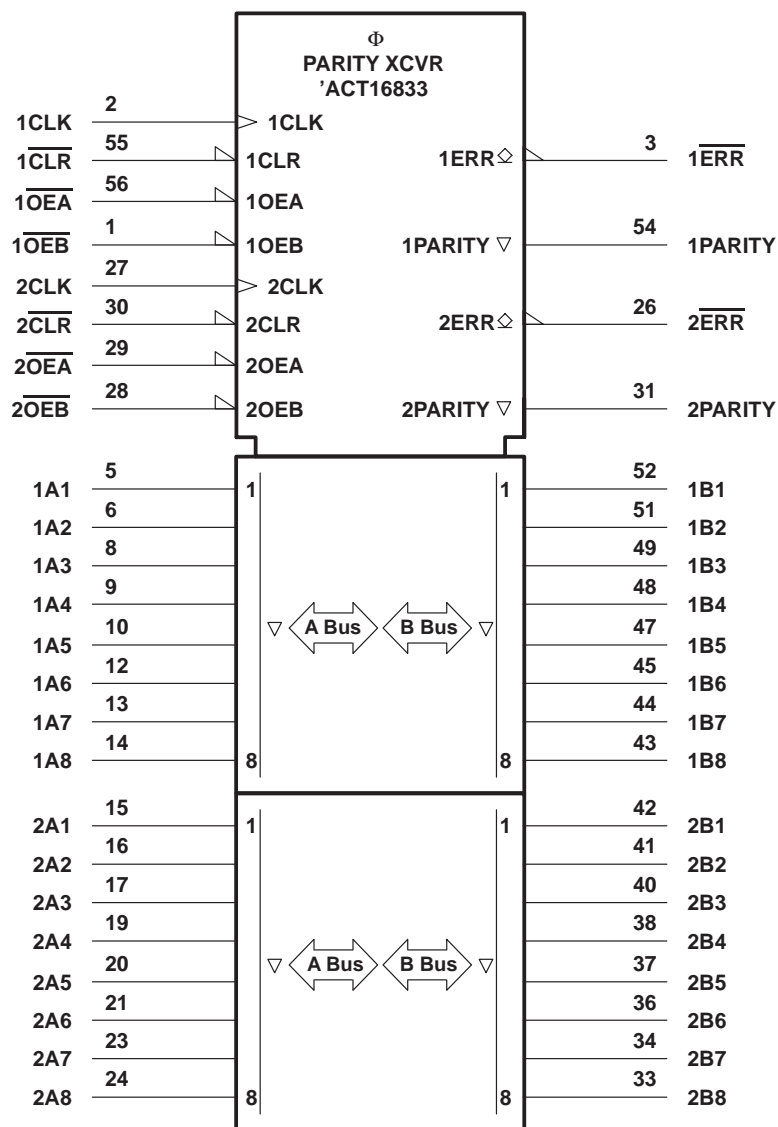 Φ
PARITY XCVR
’ACT16833
1CLK 2 1CLK
1CLR 55 1CLR 1ERR 3 1ERR
1OEA 56 1OEA
1OEB 1 1OEB 1PARITY 54 1PARITY
2CLK 27 2CLK
2CLR 30 2CLR 2ERR 26 2ERR
2OEA 29 2OEA
2OEB 28 2OEB 2PARITY 31 2PARITY
1A1 5 1 1 52 1B1
1A2 6 51 1B2
1A3 8 49 1B3
1A4 9 48 1B4
A Bus B Bus
1A5 10 47 1B5
1A6 12 45 1B6
1A7 13 44 1B7
1A8 14 8 8 43 1B8
2A1 15 1 1 42 2B1
2A2 16 41 2B2
2A3 17 40 2B3
2A4 19 38 2B4
A Bus B Bus
2A5 20 37 2B5
2A6 21 36 2B6
2A7 23 34 2B7
2A8 24 8 8 33 2B8